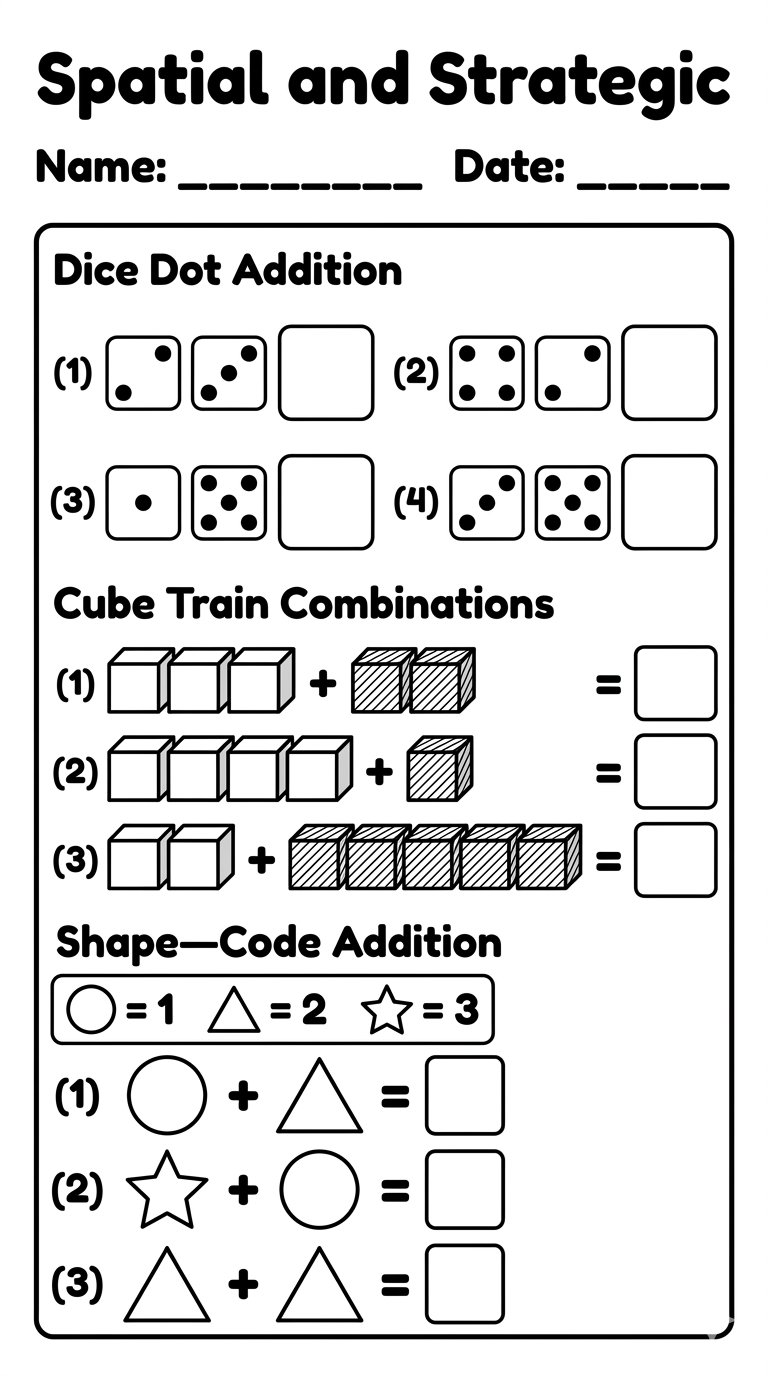 Spatial and Strategic
Name: ________ Date: _____
Dice Dot Addition
(1) (2)
(3) (4)
Cube Train Combinations
(1) + =
(2) + =
(3) + =
Shape—Code Addition
= 1 = 2 = 3
(1) + =
(2) + =
(3) + =